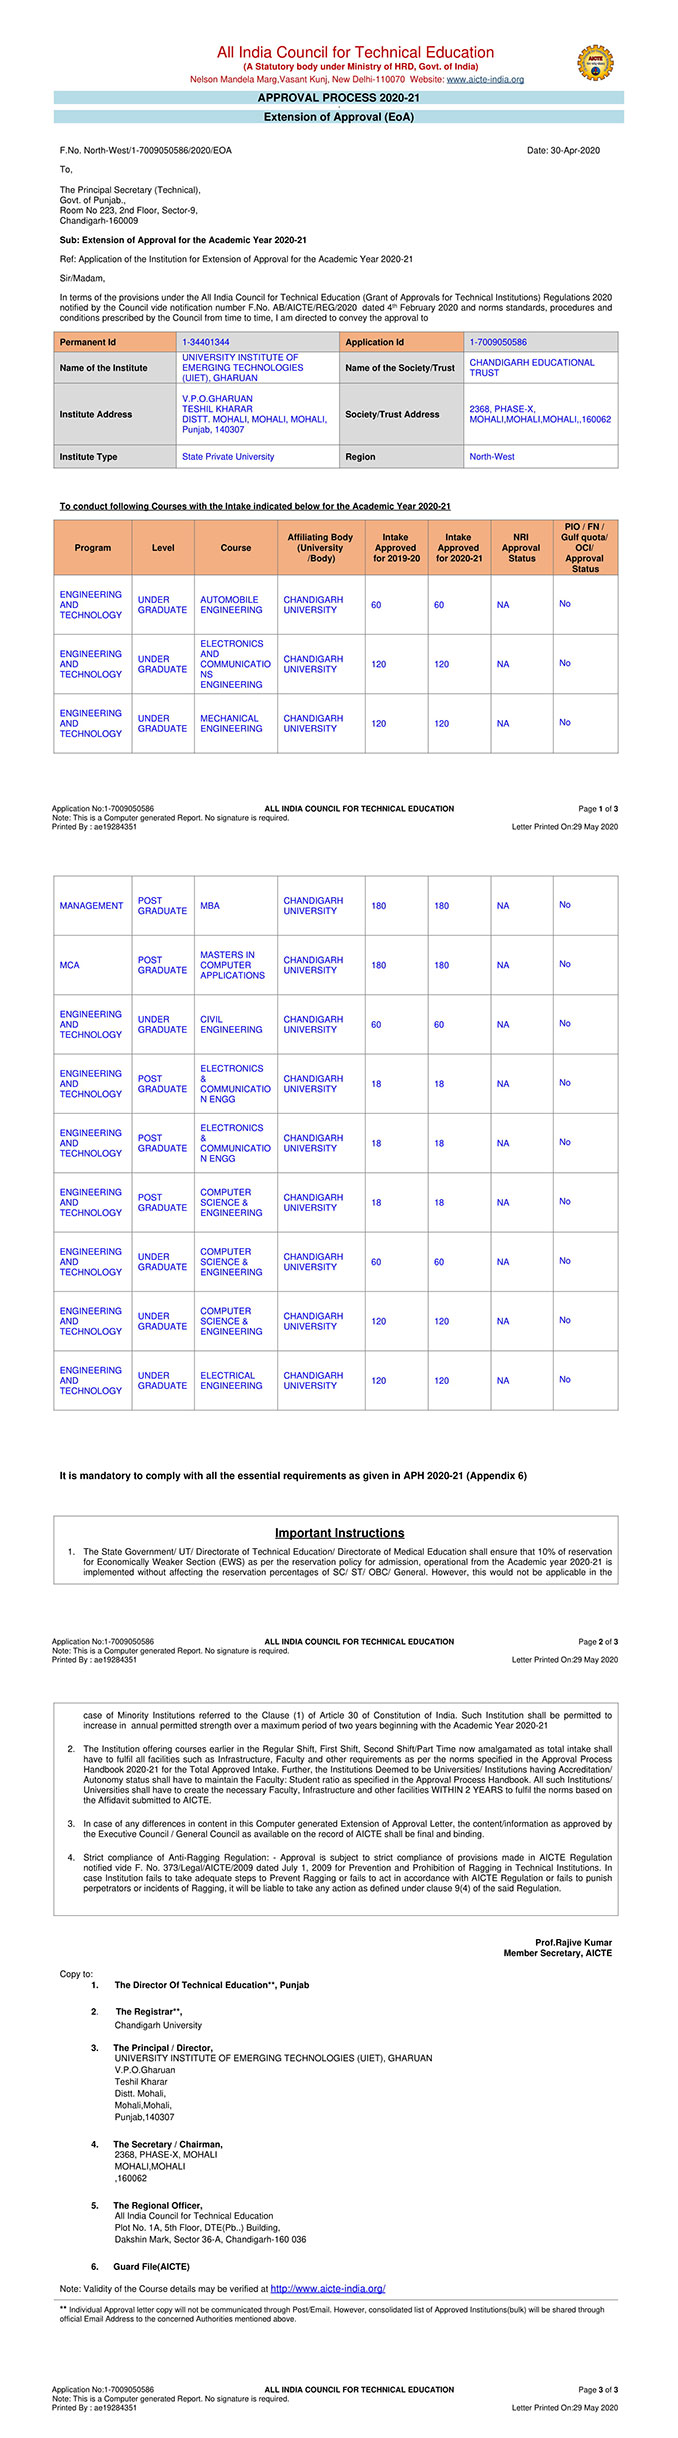 All India Council for Technical Education
(A Statutory body under Ministry of HRD, Govt. of India)
Nelson Mandela Marg,Vasant Kunj, New Delhi-110070 Website: www.aicte-india.org
AICTE
APPROVAL PROCESS 2020-21
Extension of Approval (EoA)
F.No. North-West/1-7009050586/2020/EOA Date: 30-Apr-2020
To,
The Principal Secretary (Technical),
Govt. of Punjab.,
Room No 223, 2nd Floor, Sector-9,
Chandigarh-160009
Sub: Extension of Approval for the Academic Year 2020-21
Ref: Application of the Institution for Extension of Approval for the Academic Year 2020-21
Sir/Madam,
In terms of the provisions under the All India Council for Technical Education (Grant of Approvals for Technical Institutions) Regulations 2020
notified by the Council vide notification number F.No. AB/AICTE/REG/2020 dated 4th February 2020 and norms standards, procedures and
conditions prescribed by the Council from time to time, I am directed to convey the approval to
Permanent Id 1-34401344 Application Id 1-7009050586
Name of the Institute
UNIVERSITY INSTITUTE OF
EMERGING TECHNOLOGIES
(UIET), GHARUAN
Name of the Society/Trust
CHANDIGARH EDUCATIONAL
TRUST
Institute Address
V.P.O.GHARUAN
TESHIL KHARAR
DISTT. MOHALI, MOHALI, MOHALI,
Punjab, 140307
Society/Trust Address
2368, PHASE-X,
MOHALI,MOHALI,MOHALI,,160062
Institute Type State Private University Region North-West
To conduct following Courses with the Intake indicated below for the Academic Year 2020-21
Program
Level
Course
Affiliating Body
(University
/Body)
Intake
Approved
for 2019-20
Intake
Approved
for 2020-21
NRI
Approval
Status
PIO / FN /
Gulf quota/
OCI/
Approval
Status
ENGINEERING
AND
TECHNOLOGY
UNDER
GRADUATE
AUTOMOBILE
ENGINEERING
CHANDIGARH
UNIVERSITY
60
60
NA
No
ENGINEERING
AND
TECHNOLOGY
UNDER
GRADUATE
ELECTRONICS
AND
COMMUNICATIO
NS
ENGINEERING
CHANDIGARH
UNIVERSITY
120
120
NA
No
ENGINEERING
AND
TECHNOLOGY
UNDER
GRADUATE
MECHANICAL
ENGINEERING
CHANDIGARH
UNIVERSITY
120
120
NA
No
Application No:1-7009050586 ALL INDIA COUNCIL FOR TECHNICAL EDUCATION Page 1 of 3
Note: This is a Computer generated Report. No signature is required.
Printed By : ae19284351 Letter Printed On:29 May 2020
MANAGEMENT
POST
GRADUATE
MBA
CHANDIGARH
UNIVERSITY
180
180
NA
No
MCA
POST
GRADUATE
MASTERS IN
COMPUTER
APPLICATIONS
CHANDIGARH
UNIVERSITY
180
180
NA
No
ENGINEERING
AND
TECHNOLOGY
UNDER
GRADUATE
CIVIL
ENGINEERING
CHANDIGARH
UNIVERSITY
60
60
NA
No
ENGINEERING
AND
TECHNOLOGY
POST
GRADUATE
ELECTRONICS
&
COMMUNICATIO
N ENGG
CHANDIGARH
UNIVERSITY
18
18
NA
No
ENGINEERING
AND
TECHNOLOGY
POST
GRADUATE
ELECTRONICS
&
COMMUNICATIO
N ENGG
CHANDIGARH
UNIVERSITY
18
18
NA
No
ENGINEERING
AND
TECHNOLOGY
POST
GRADUATE
COMPUTER
SCIENCE &
ENGINEERING
CHANDIGARH
UNIVERSITY
18
18
NA
No
ENGINEERING
AND
TECHNOLOGY
UNDER
GRADUATE
COMPUTER
SCIENCE &
ENGINEERING
CHANDIGARH
UNIVERSITY
60
60
NA
No
ENGINEERING
AND
TECHNOLOGY
UNDER
GRADUATE
COMPUTER
SCIENCE &
ENGINEERING
CHANDIGARH
UNIVERSITY
120
120
NA
No
ENGINEERING
AND
TECHNOLOGY
UNDER
GRADUATE
ELECTRICAL
ENGINEERING
CHANDIGARH
UNIVERSITY
120
120
NA
No
It is mandatory to comply with all the essential requirements as given in APH 2020-21 (Appendix 6)
Important Instructions
1. The State Government/ UT/ Directorate of Technical Education/ Directorate of Medical Education shall ensure that 10% of reservation
for Economically Weaker Section (EWS) as per the reservation policy for admission, operational from the Academic year 2020-21 is
implemented without affecting the reservation percentages of SC/ ST/ OBC/ General. However, this would not be applicable in the
Application No:1-7009050586 ALL INDIA COUNCIL FOR TECHNICAL EDUCATION Page 2 of 3
Note: This is a Computer generated Report. No signature is required.
Printed By : ae19284351 Letter Printed On:29 May 2020
case of Minority Institutions referred to the Clause (1) of Article 30 of Constitution of India. Such Institution shall be permitted to
increase in annual permitted strength over a maximum period of two years beginning with the Academic Year 2020-21
2. The Institution offering courses earlier in the Regular Shift, First Shift, Second Shift/Part Time now amalgamated as total intake shall
have to fulfil all facilities such as Infrastructure, Faculty and other requirements as per the norms specified in the Approval Process
Handbook 2020-21 for the Total Approved Intake. Further, the Institutions Deemed to be Universities/ Institutions having Accreditation/
Autonomy status shall have to maintain the Faculty: Student ratio as specified in the Approval Process Handbook. All such Institutions/
Universities shall have to create the necessary Faculty, Infrastructure and other facilities WITHIN 2 YEARS to fulfil the norms based on
the Affidavit submitted to AICTE.
3. In case of any differences in content in this Computer generated Extension of Approval Letter, the content/information as approved by
the Executive Council / General Council as available on the record of AICTE shall be final and binding.
4. Strict compliance of Anti-Ragging Regulation: - Approval is subject to strict compliance of provisions made in AICTE Regulation
notified vide F. No. 373/Legal/AICTE/2009 dated July 1, 2009 for Prevention and Prohibition of Ragging in Technical Institutions. In
case Institution fails to take adequate steps to Prevent Ragging or fails to act in accordance with AICTE Regulation or fails to punish
perpetrators or incidents of Ragging, it will be liable to take any action as defined under clause 9(4) of the said Regulation.
Prof.Rajive Kumar
Member Secretary, AICTE
Copy to:
1. The Director Of Technical Education**, Punjab
2. The Registrar**,
Chandigarh University
3. The Principal / Director,
UNIVERSITY INSTITUTE OF EMERGING TECHNOLOGIES (UIET), GHARUAN
V.P.O.Gharuan
Teshil Kharar
Distt. Mohali,
Mohali,Mohali,
Punjab,140307
4. The Secretary / Chairman,
2368, PHASE-X, MOHALI
MOHALI,MOHALI
,160062
5. The Regional Officer,
All India Council for Technical Education
Plot No. 1A, 5th Floor, DTE(Pb..) Building,
Dakshin Mark, Sector 36-A, Chandigarh-160 036
6. Guard File(AICTE)
Note: Validity of the Course details may be verified at http://www.aicte-india.org/
** Individual Approval letter copy will not be communicated through Post/Email. However, consolidated list of Approved Institutions(bulk) will be shared through
official Email Address to the concerned Authorities mentioned above.
Application No:1-7009050586 ALL INDIA COUNCIL FOR TECHNICAL EDUCATION Page 3 of 3
Note: This is a Computer generated Report. No signature is required.
Printed By : ae19284351 Letter Printed On:29 May 2020